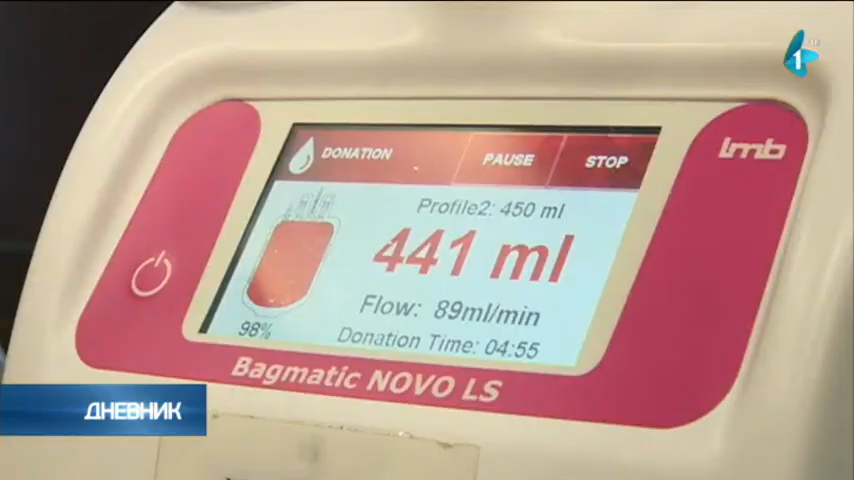 1
lmb
DONATION PAUSE STOP
Profile2: 450 ml
441 ml
Flow: 89ml/min
98%
Donation Time: 04:55
Bagmatic NOVO LS
ДНЕВНИК